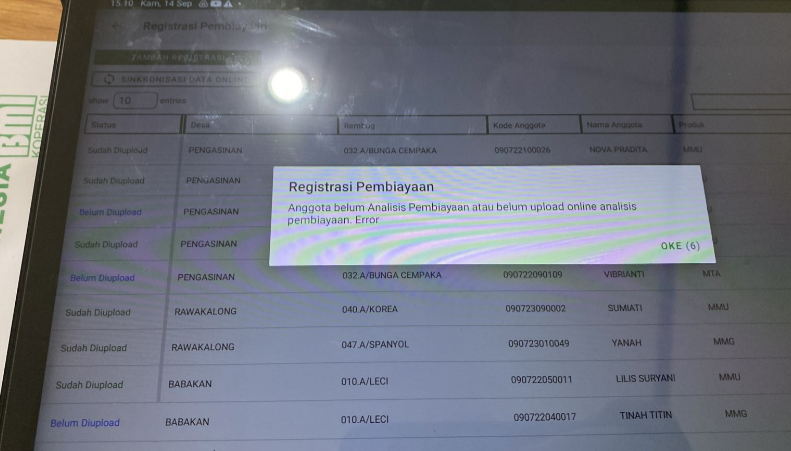 15.10 Kam, 14 Sep
Registrasi Pembiayaan
TAMBAH REGISTRASI
SINKRONISASI DATA ONLINE
show 10 entries
Status Desa Rembug Kode Anggota Nama Anggota Produk
Sudah Diupload PENGASINAN 032.A/BUNGA CEMPAKA 090722100026 NOVA PRADITA MMU
Sudah Diupload PENGASINAN
Belum Diupload PENGASINAN
Sudah Diupload PENGASINAN
Registrasi Pembiayaan
Anggota belum Analisis Pembiayaan atau belum upload online analisis
pembiayaan. Error
OKE (6)
Belum Diupload PENGASINAN 032.A/BUNGA CEMPAKA 090722090109 VIBRIANTI MTA
Sudah Diupload RAWAKALONG 040.A/KOREA 090723090002 SUMIATI MMU
Sudah Diupload RAWAKALONG 047.A/SPANYOL 090723010049 YANAH MMG
Sudah Diupload BABAKAN 010.A/LECI 090722050011 LILIS SURYANI MMU
Belum Diupload BABAKAN 010.A/LECI 090722040017 TINAH TITIN MMG
BMI
KOPERASI